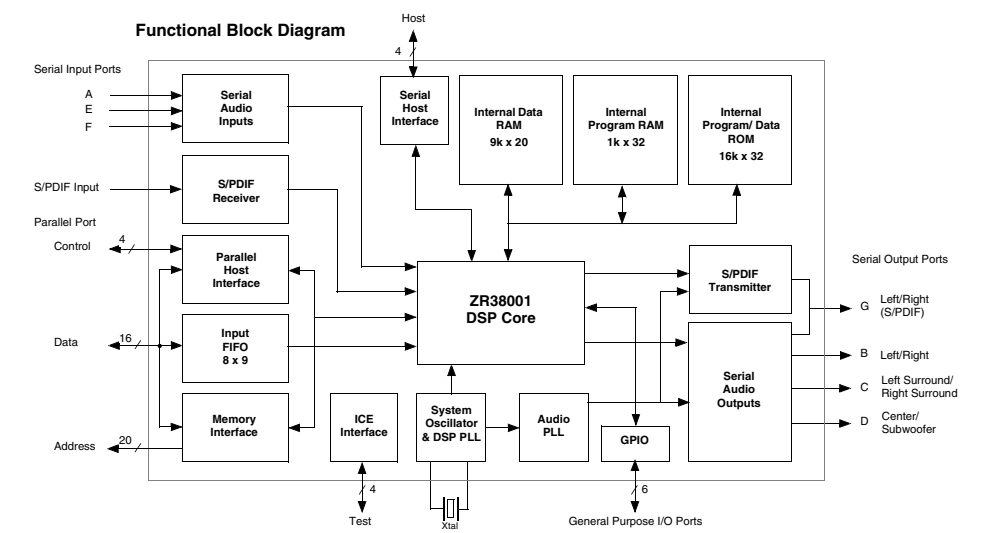 Functional Block Diagram
Host
4
Serial Input Ports
A
E
F
Serial
Audio
Inputs
Serial
Host
Interface
Internal Data
RAM
9k x 20
Internal
Program RAM
1k x 32
Internal
Program/ Data
ROM
16k x 32
S/PDIF Input
S/PDIF
Receiver
Parallel Port
Control
4
Parallel
Host
Interface
ZR38001
DSP Core
S/PDIF
Transmitter
Serial Output Ports
G
Left/Right
(S/PDIF)
Data
16
Input
FIFO
8 x 9
B
Left/Right
Serial
Audio
Outputs
C
Left Surround/
Right Surround
D
Center/
Subwoofer
Address
20
Memory
Interface
ICE
Interface
System
Oscillator
& DSP PLL
Audio
PLL
GPIO
4
6
Test
Xtal
General Purpose I/O Ports